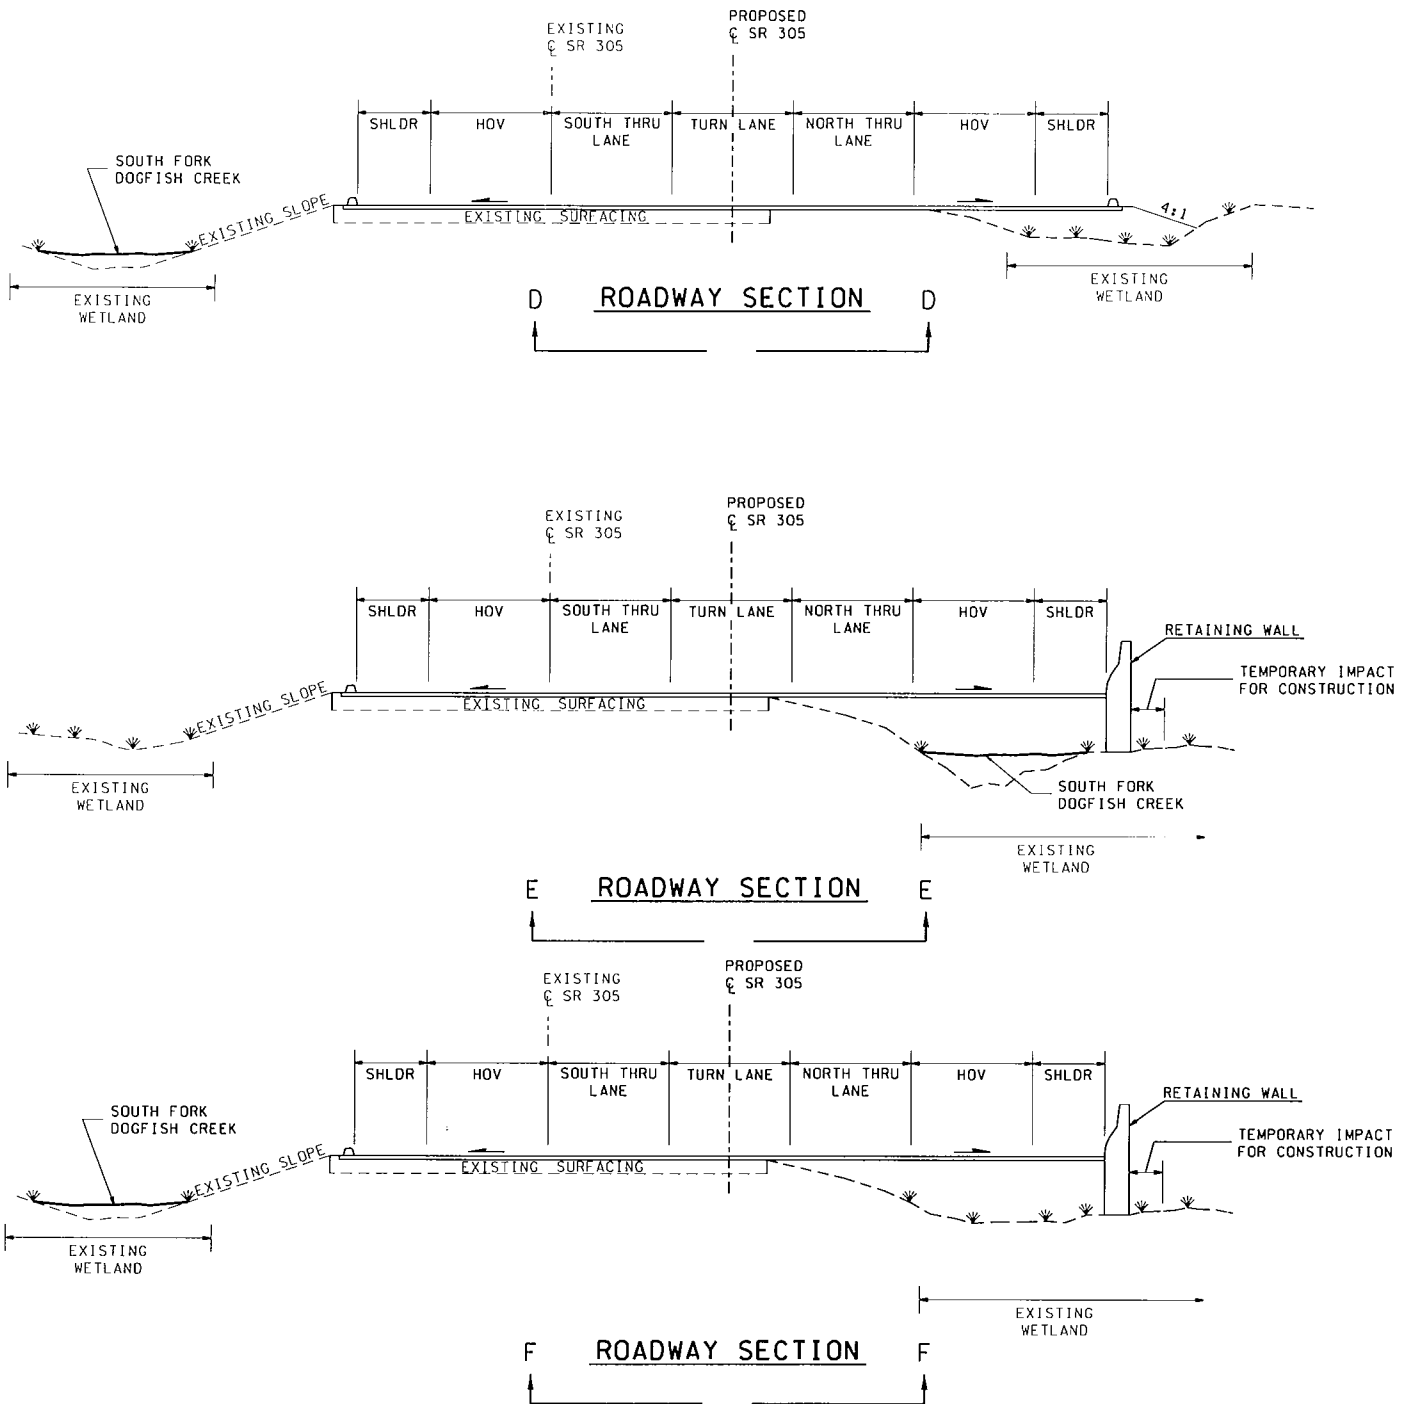 EXISTING
℄ SR 305
PROPOSED
℄ SR 305
SHLDR
HOV
SOUTH THRU
LANE
TURN LANE
NORTH THRU
LANE
HOV
SHLDR
SOUTH FORK
DOGFISH CREEK
EXISTING SLOPE
EXISTING SURFACING
4:1
EXISTING
WETLAND
EXISTING
WETLAND
D ROADWAY SECTION D
EXISTING
℄ SR 305
PROPOSED
℄ SR 305
SHLDR
HOV
SOUTH THRU
LANE
TURN LANE
NORTH THRU
LANE
HOV
SHLDR
RETAINING WALL
TEMPORARY IMPACT
FOR CONSTRUCTION
EXISTING SLOPE
EXISTING SURFACING
EXISTING
WETLAND
SOUTH FORK
DOGFISH CREEK
EXISTING
WETLAND
E ROADWAY SECTION E
EXISTING
℄ SR 305
PROPOSED
℄ SR 305
SHLDR
HOV
SOUTH THRU
LANE
TURN LANE
NORTH THRU
LANE
HOV
SHLDR
RETAINING WALL
TEMPORARY IMPACT
FOR CONSTRUCTION
SOUTH FORK
DOGFISH CREEK
EXISTING SLOPE
EXISTING SURFACING
EXISTING
WETLAND
EXISTING
WETLAND
F ROADWAY SECTION F